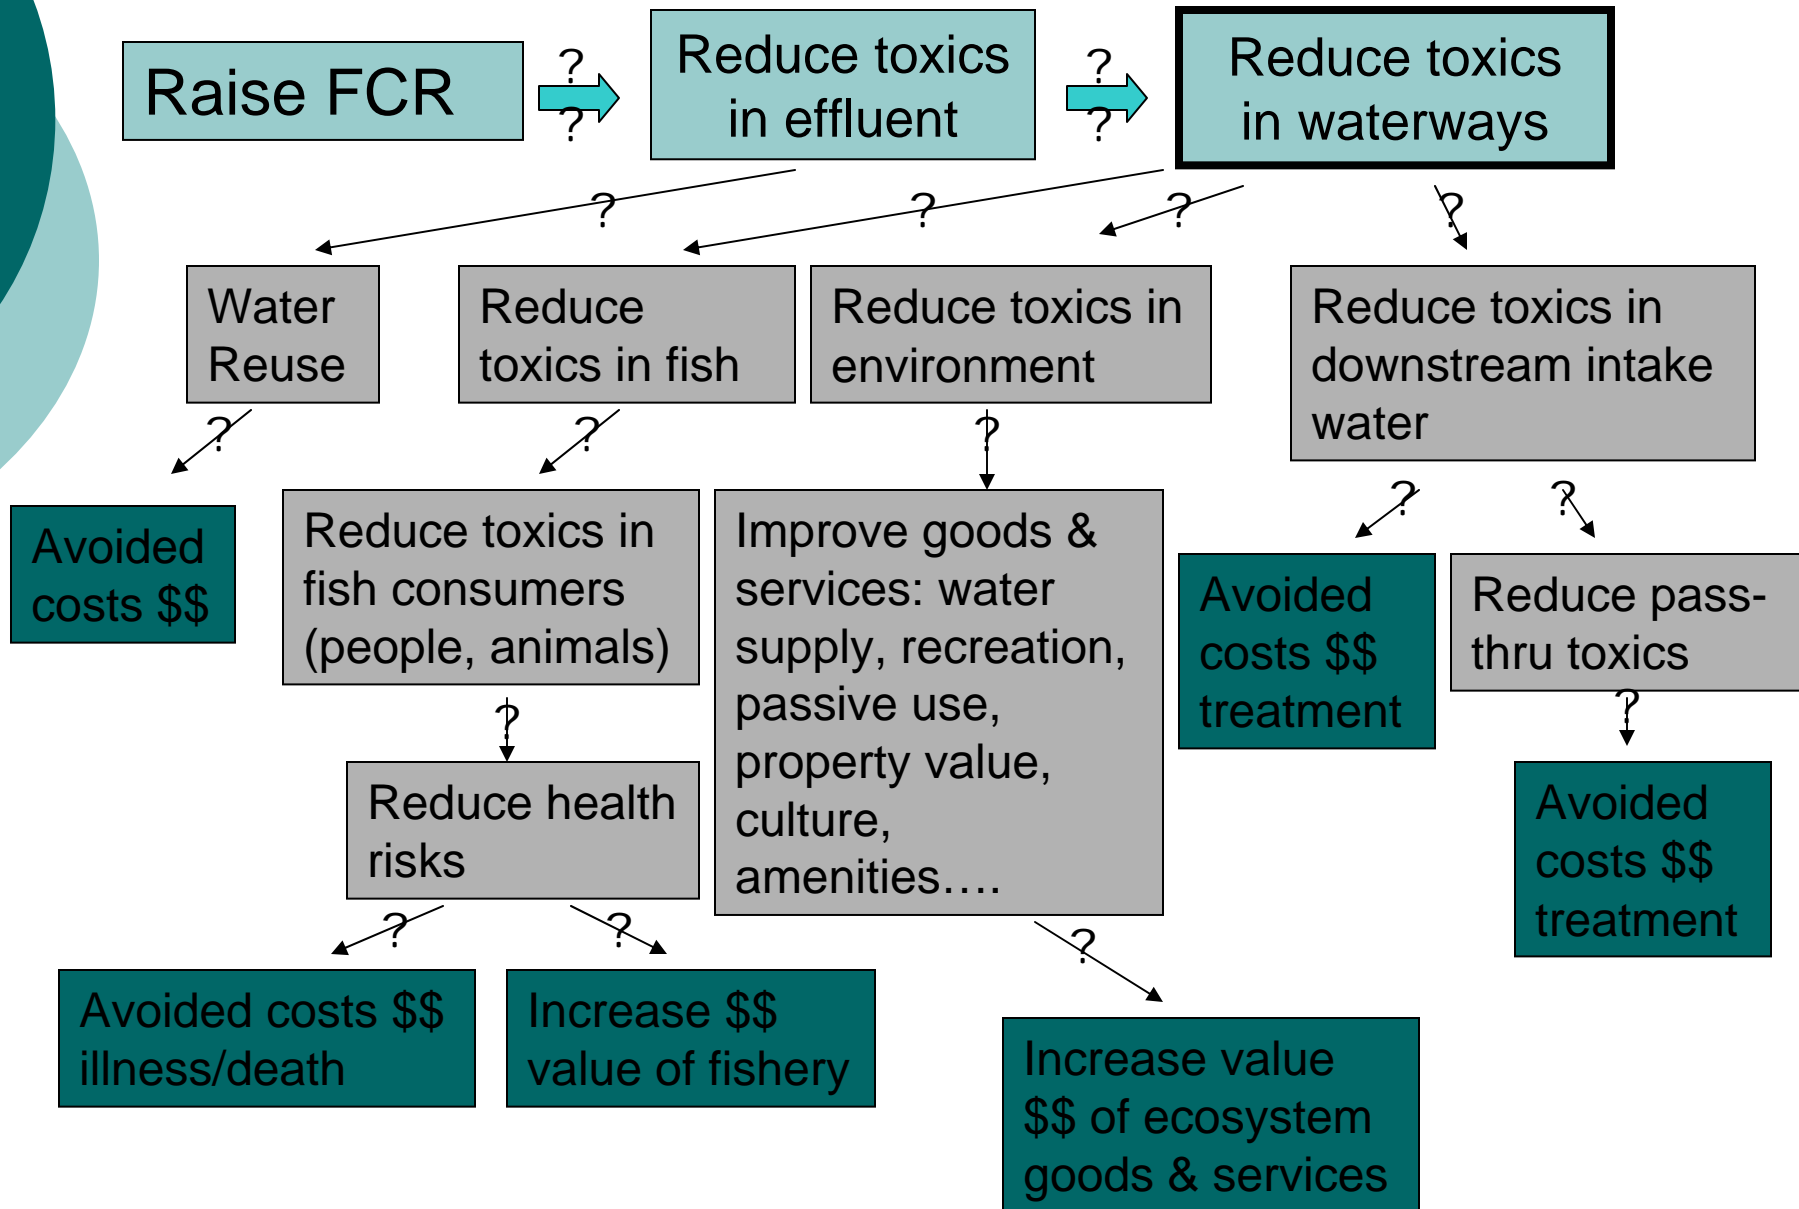 Raise FCR
?
?
Reduce toxics
in effluent
?
?
Reduce toxics
in waterways
?
?
?
?
Water
Reuse
Reduce
toxics in fish
Reduce toxics in
environment
Reduce toxics in
downstream intake
water
?
?
?
?
?
Avoided
costs $$
Reduce toxics in
fish consumers
(people, animals)
Improve goods &
services: water
supply, recreation,
passive use,
property value,
culture,
amenities….
Avoided
costs $$
treatment
Reduce pass-
thru toxics
?
?
Reduce health
risks
Avoided
costs $$
treatment
?
?
?
Avoided costs $$
illness/death
Increase $$
value of fishery
Increase value
$$ of ecosystem
goods & services